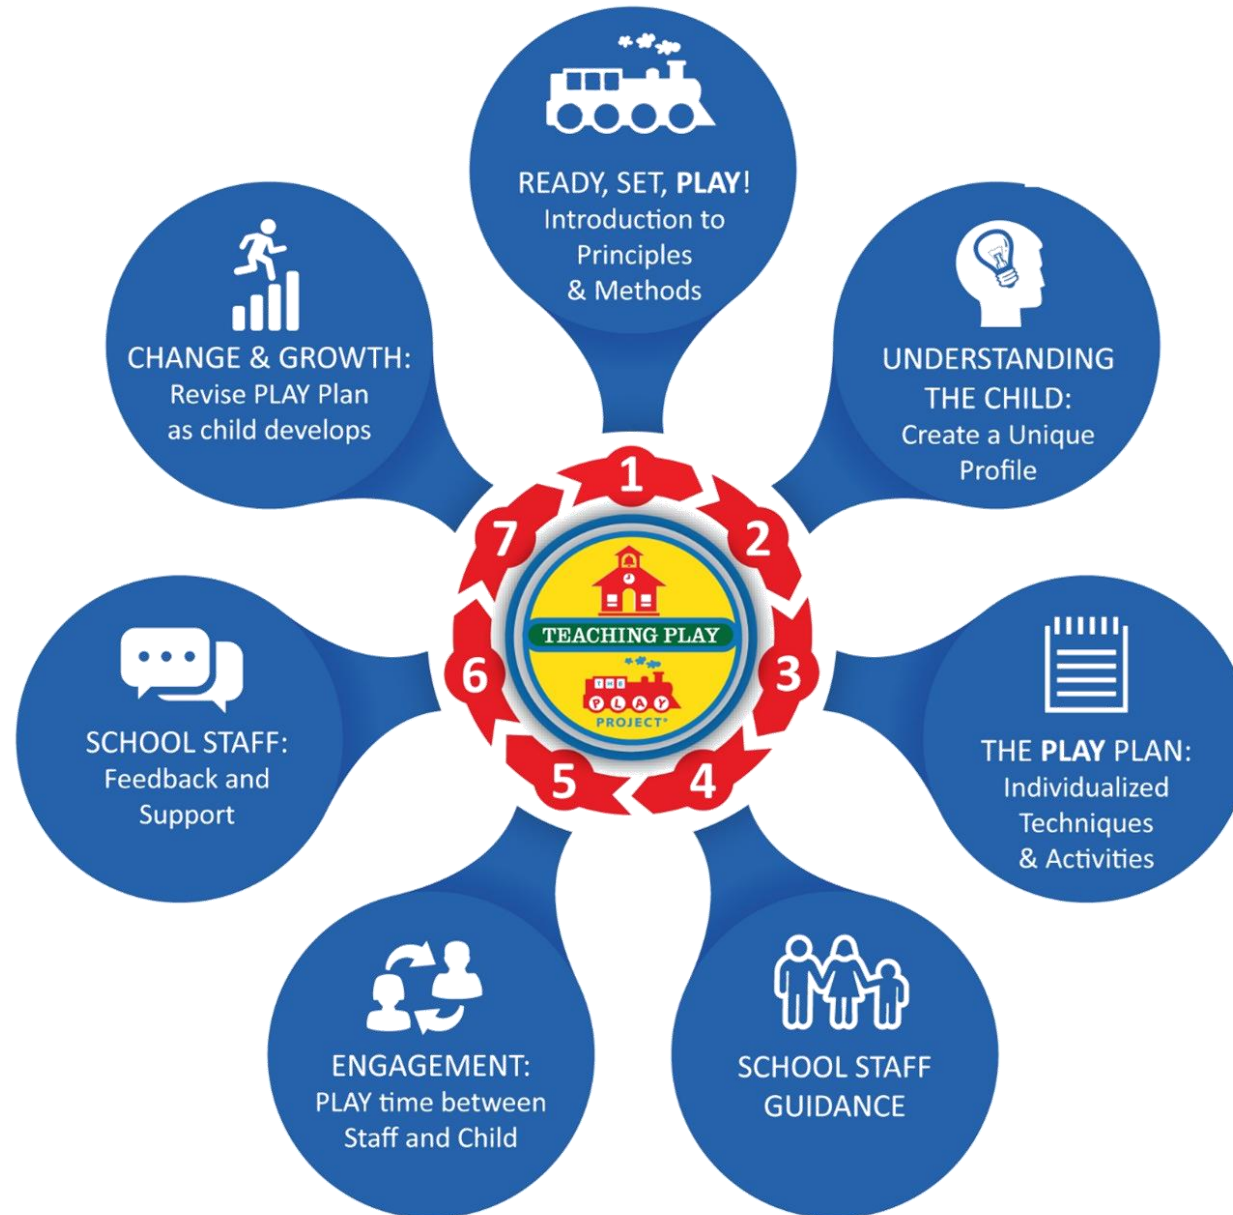 READY, SET, PLAY!
Introduction to
Principles
& Methods
UNDERSTANDING
THE CHILD:
Create a Unique
Profile
THE PLAY PLAN:
Individualized
Techniques
& Activities
SCHOOL STAFF
GUIDANCE
ENGAGEMENT:
PLAY time between
Staff and Child
SCHOOL STAFF:
Feedback and
Support
CHANGE & GROWTH:
Revise PLAY Plan
as child develops
1
2
3
4
5
6
7
TEACHING PLAY
THE
PLAY
PROJECT®